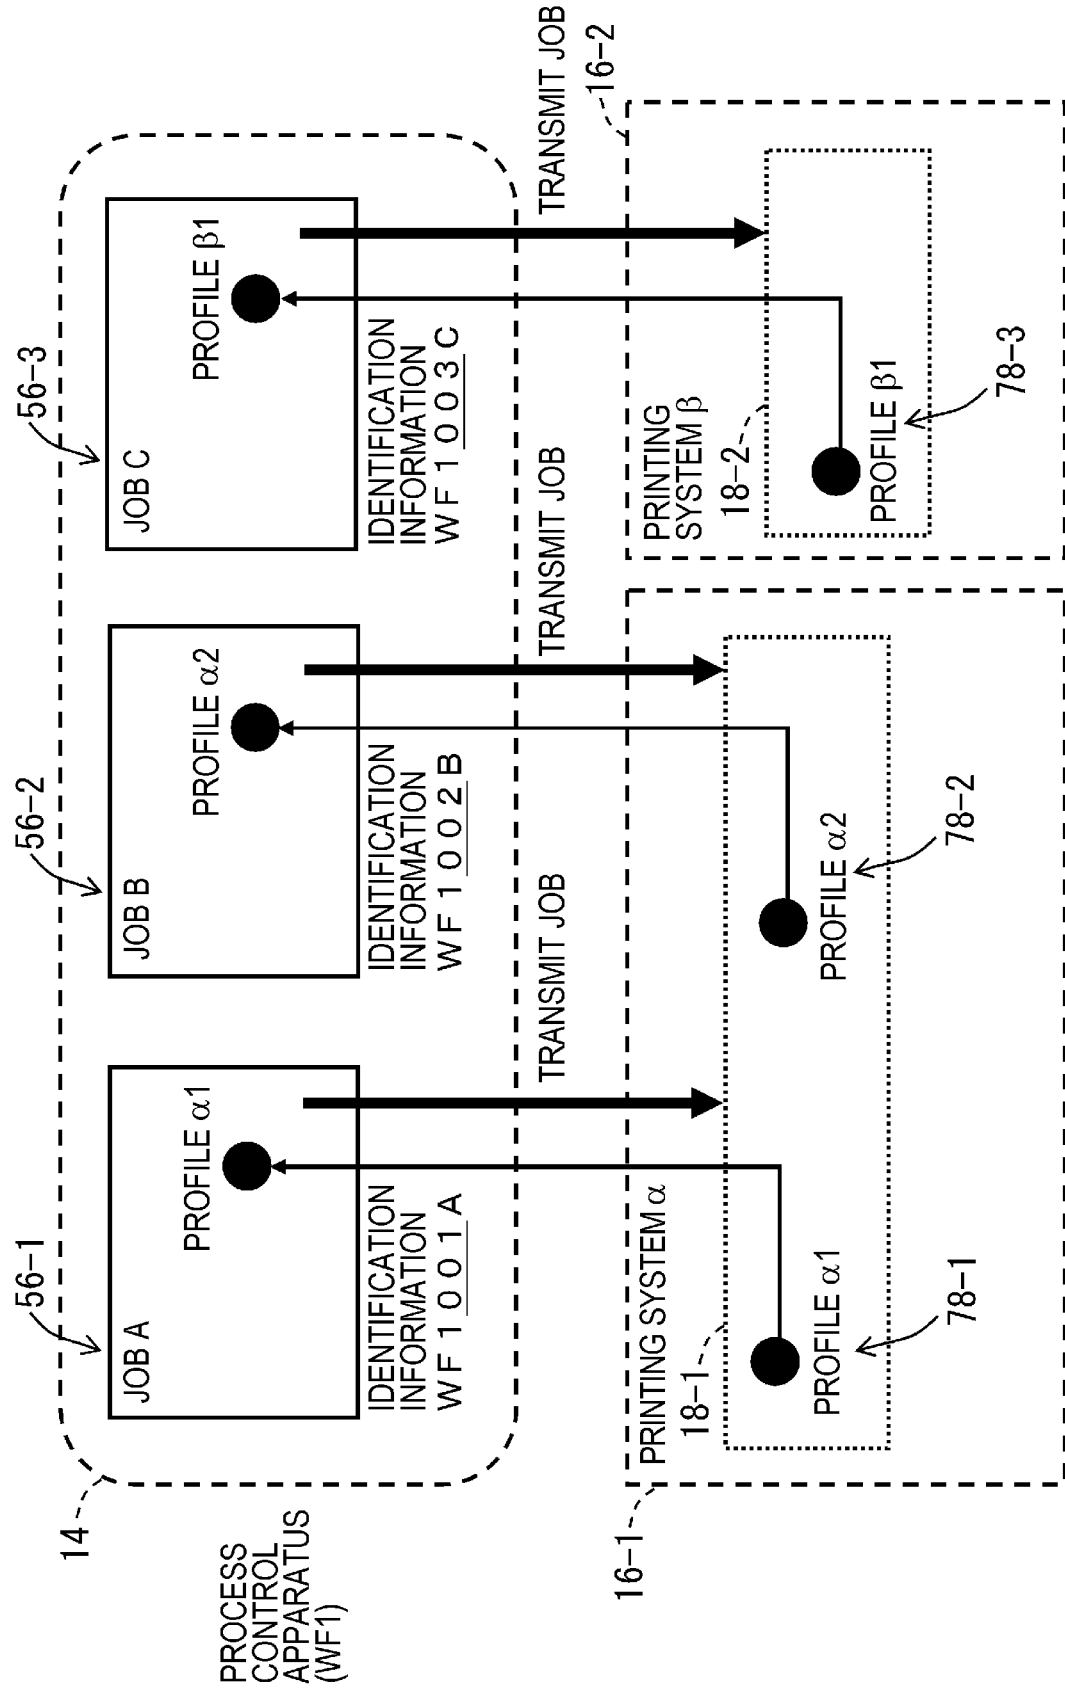 14
PROCESS
CONTROL
APPARATUS
(WF1)
56-1
JOB A
PROFILE α1
IDENTIFICATION
INFORMATION
WF1001A
56-2
JOB B
PROFILE α2
IDENTIFICATION
INFORMATION
WF1002B
56-3
JOB C
PROFILE β1
IDENTIFICATION
INFORMATION
WF1003C
TRANSMIT JOB
TRANSMIT JOB
TRANSMIT JOB
16-1
PRINTING SYSTEM α
18-1
PROFILE α1
78-1
PROFILE α2
78-2
16-2
PRINTING
SYSTEM β
18-2
PROFILE β1
78-3